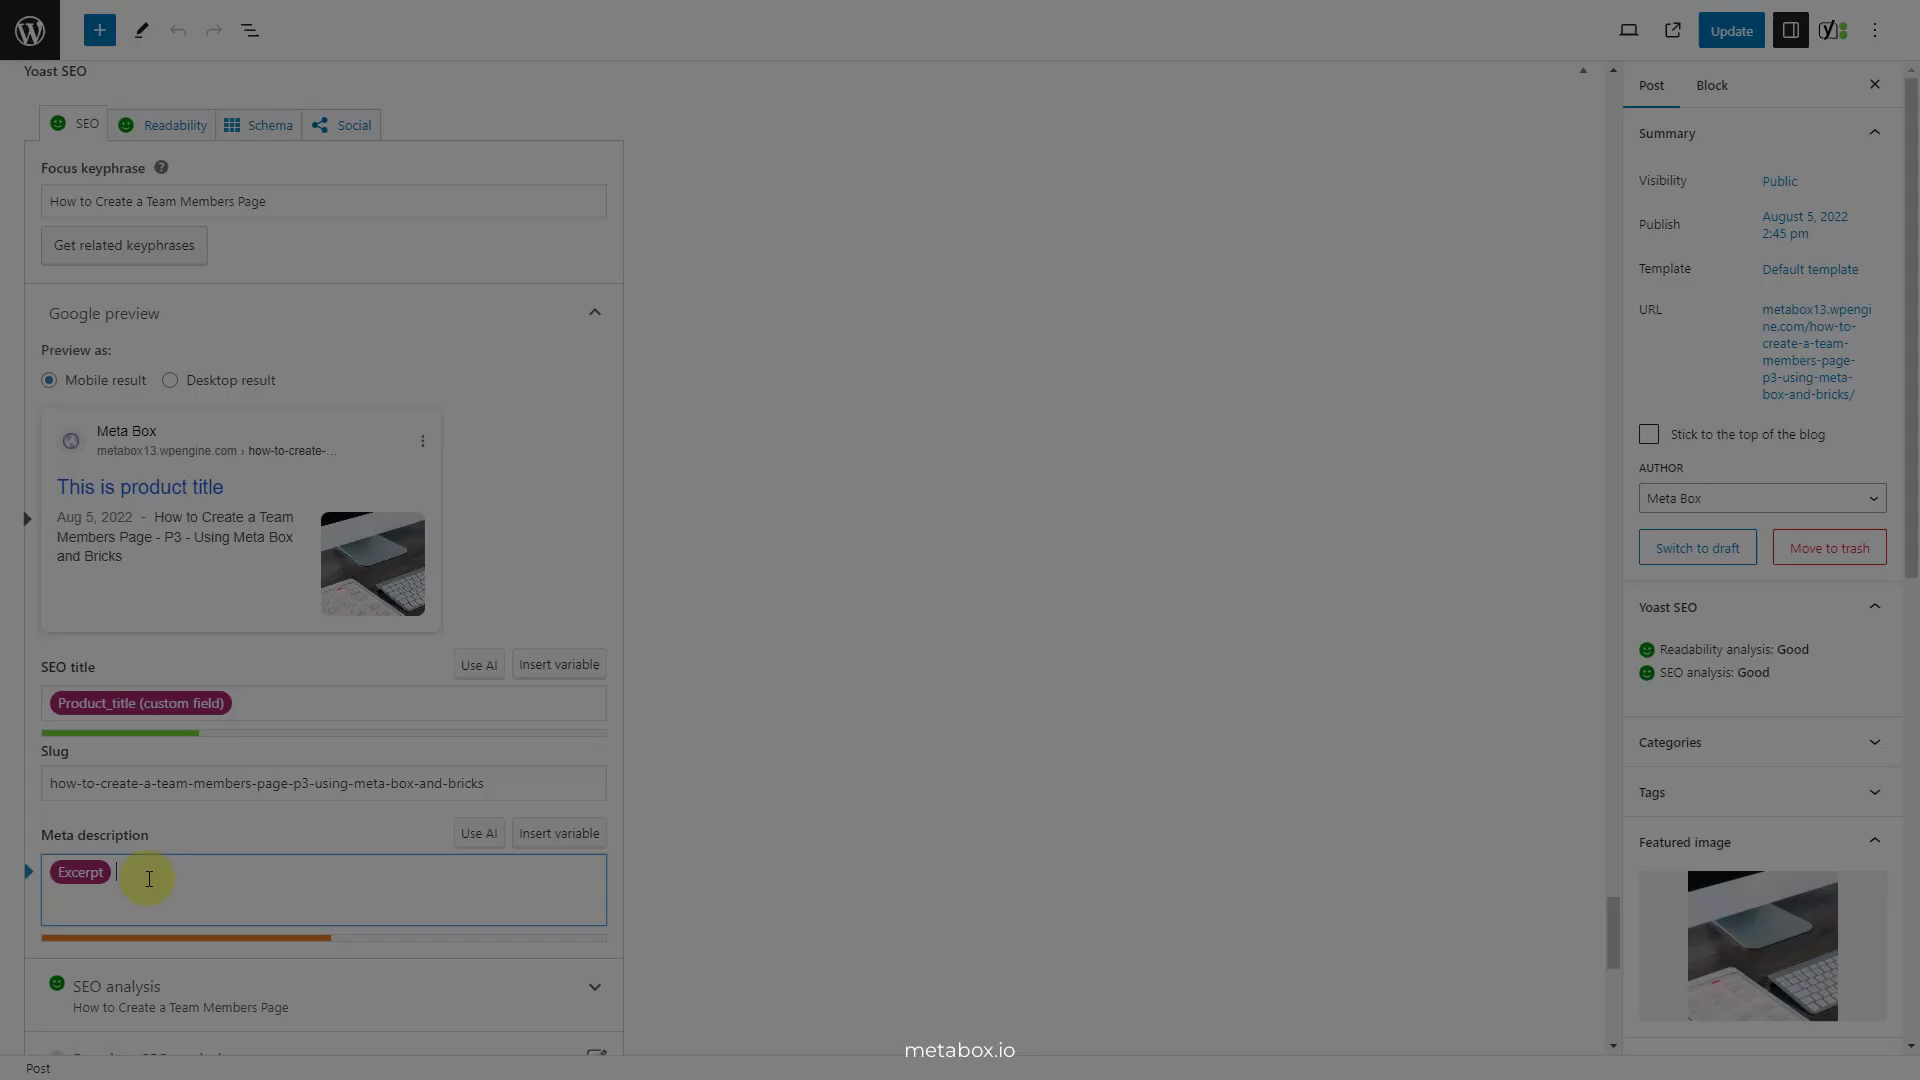 Update
Yoast SEO
SEO
Readability
Schema
Social
Focus keyphrase
How to Create a Team Members Page
Get related keyphrases
Google preview
Preview as:
Mobile result
Desktop result
Meta Box
metabox13.wpengine.com › how-to-create-...
This is product title
Aug 5, 2022 - How to Create a Team
Members Page - P3 - Using Meta Box
and Bricks
SEO title
Use AI
Insert variable
Product_title (custom field)
Slug
how-to-create-a-team-members-page-p3-using-meta-box-and-bricks
Meta description
Use AI
Insert variable
Excerpt
SEO analysis
How to Create a Team Members Page
Post
Block
Summary
Visibility
Public
Publish
August 5, 2022
2:45 pm
Template
Default template
URL
metabox13.wpengi
ne.com/how-to-
create-a-team-
members-page-
p3-using-meta-
box-and-bricks/
Stick to the top of the blog
AUTHOR
Meta Box
Switch to draft
Move to trash
Yoast SEO
Readability analysis: Good
SEO analysis: Good
Categories
Tags
Featured image
metabox.io
Post